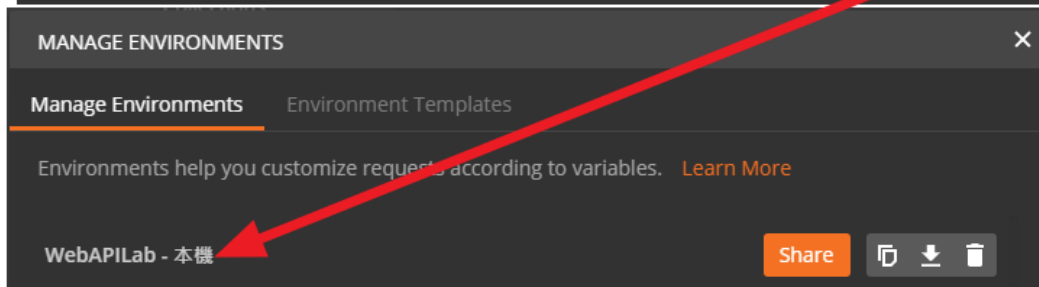 MANAGE ENVIRONMENTS
Manage Environments Environment Templates
Environments help you customize requests according to variables. Learn More
WebAPILab - 本機 Share